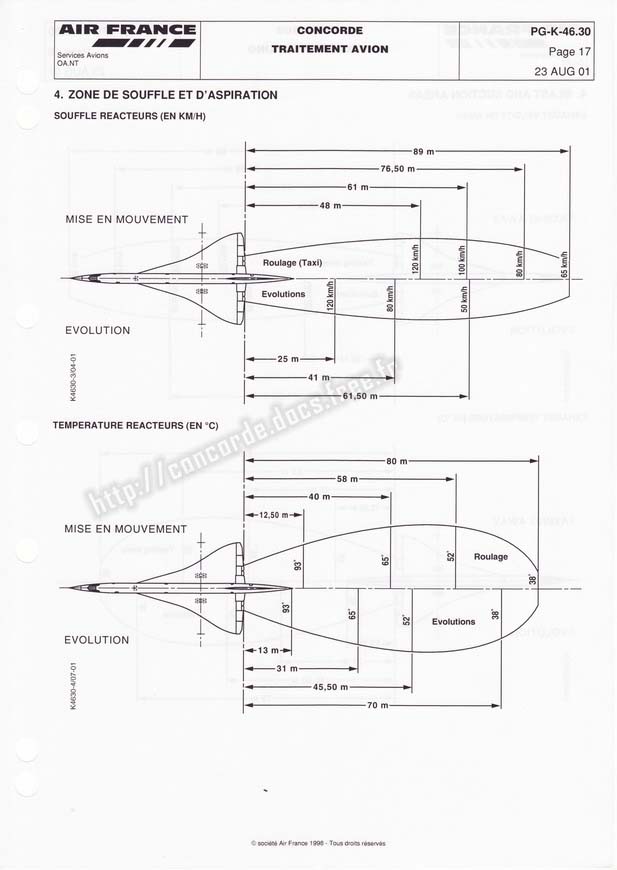 AIR FRANCE
Services Avions
OA.NT
CONCORDE
TRAITEMENT AVION
PG-K-46.30
Page 17
23 AUG 01
4. ZONE DE SOUFFLE ET D'ASPIRATION
SOUFFLE REACTEURS (EN KM/H)
89 m
76,50 m
61 m
48 m
MISE EN MOUVEMENT
Roulage (Taxi)
120 km/h
100 km/h
80 km/h
65 km/h
Evolutions
120 km/h
80 km/h
50 km/h
EVOLUTION
25 m
41 m
61,50 m
K4630-3/04-01
http://concorde.docs.free.fr
TEMPERATURE REACTEURS (EN °C)
80 m
58 m
40 m
12,50 m
MISE EN MOUVEMENT
93°
65°
52°
Roulage
38°
93°
65°
52°
Evolutions
38°
EVOLUTION
13 m
31 m
45,50 m
70 m
K4630-4/07-01
© société Air France 1998 - Tous droits réservés